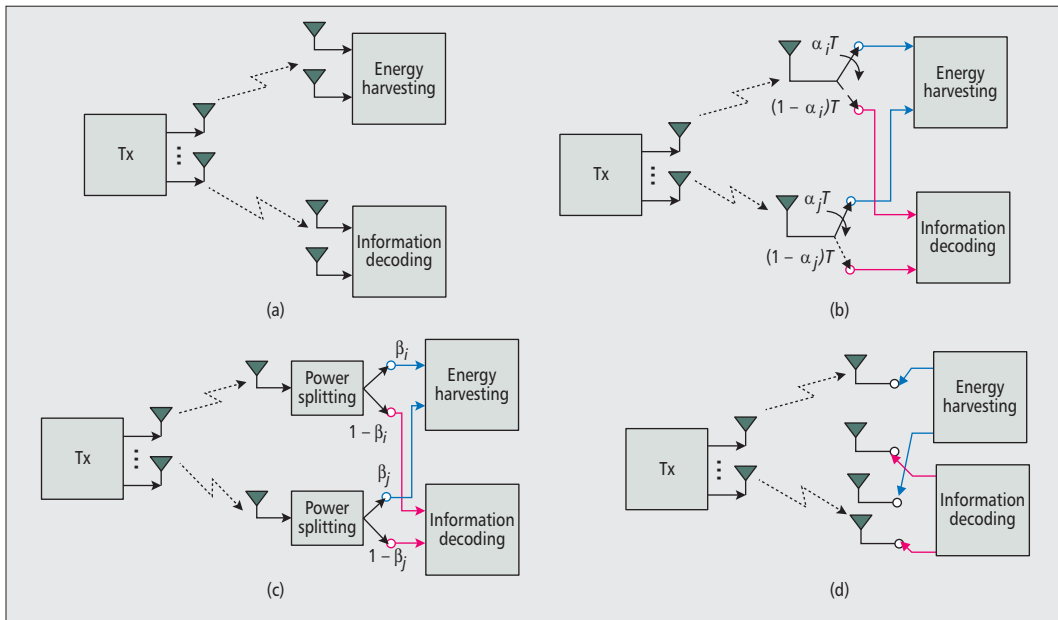 Tx
Energy
harvesting
Information
decoding
(a)
Tx
α_iT
(1 – α_i)T
α_jT
(1 – α_j)T
Energy
harvesting
Information
decoding
(b)
Tx
Power
splitting
β_i
1 – β_i
Power
splitting
β_j
1 – β_j
Energy
harvesting
Information
decoding
(c)
Tx
Energy
harvesting
Information
decoding
(d)